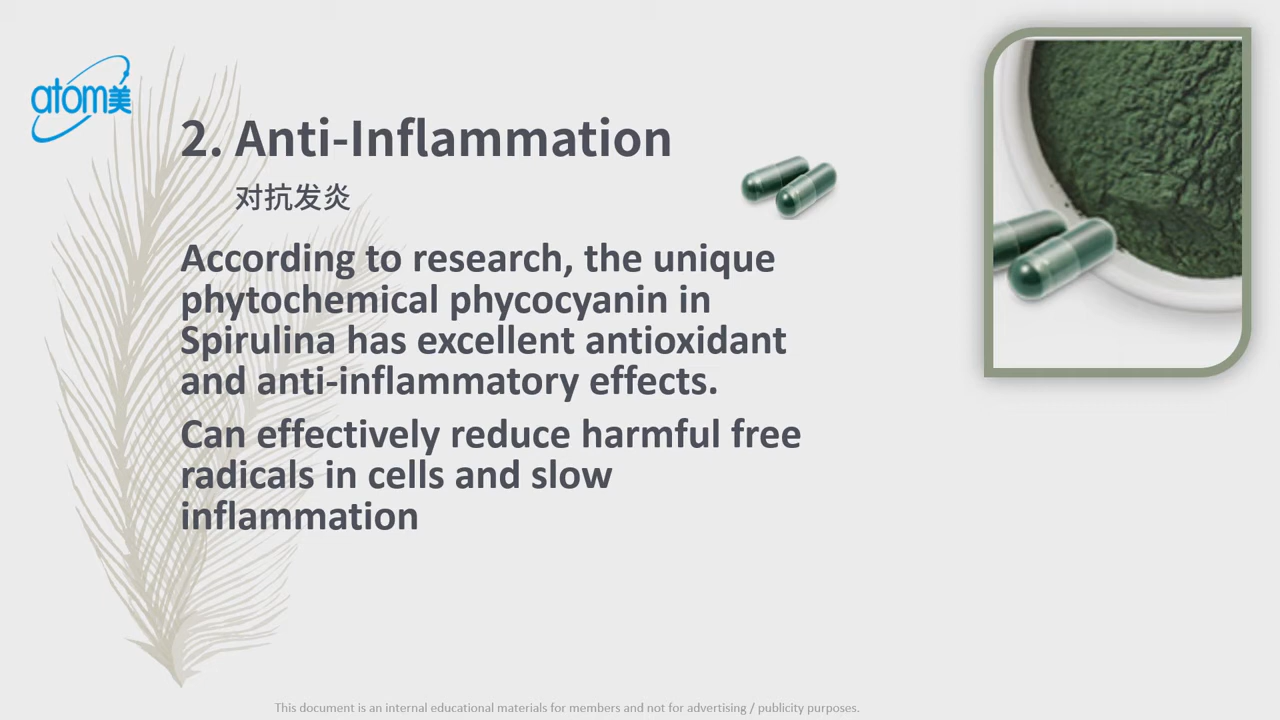 atom美
2. Anti-Inflammation
对抗发炎
According to research, the unique
phytochemical phycocyanin in
Spirulina has excellent antioxidant
and anti-inflammatory effects.
Can effectively reduce harmful free
radicals in cells and slow
inflammation
This document is an internal educational materials for members and not for advertising / publicity purposes.